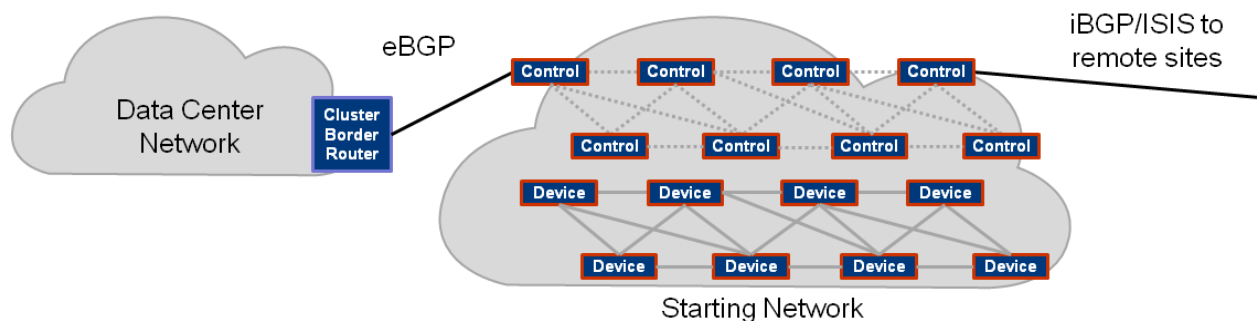 Data Center
Network
Cluster
Border
Router
eBGP
Control
Control
Control
Control
Control
Control
Control
Control
Device
Device
Device
Device
Device
Device
Device
Device
Starting Network
iBGP/ISIS to
remote sites